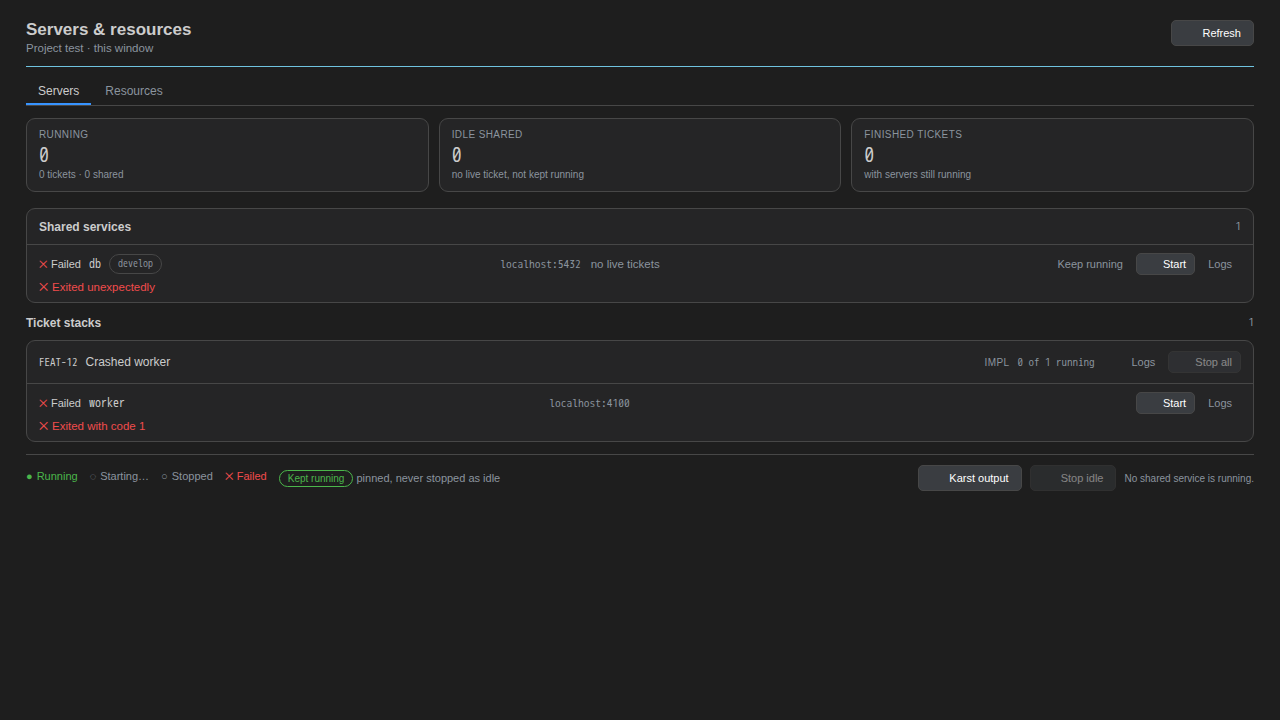 Servers & resources
Project test · this window
Refresh
Servers
Resources
RUNNING
0
0 tickets · 0 shared
IDLE SHARED
0
no live ticket, not kept running
FINISHED TICKETS
0
with servers still running
Shared services
1
Failed db develop localhost:5432 no live tickets Keep running Start Logs
Exited unexpectedly
Ticket stacks
1
FEAT-12 Crashed worker IMPL 0 of 1 running Logs Stop all
Failed worker localhost:4100 Start Logs
Exited with code 1
Running Starting… Stopped Failed Kept running pinned, never stopped as idle Karst output Stop idle No shared service is running.